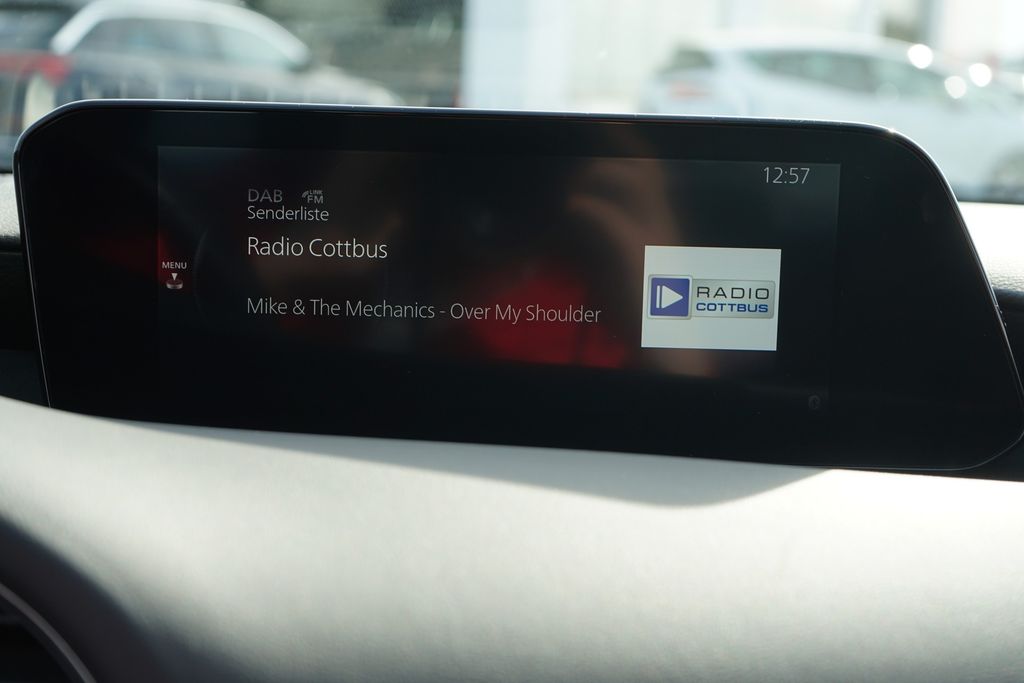 12:57
DAB LINK FM
Senderliste
Radio Cottbus
MENU
Mike & The Mechanics - Over My Shoulder
RADIO
COTTBUS